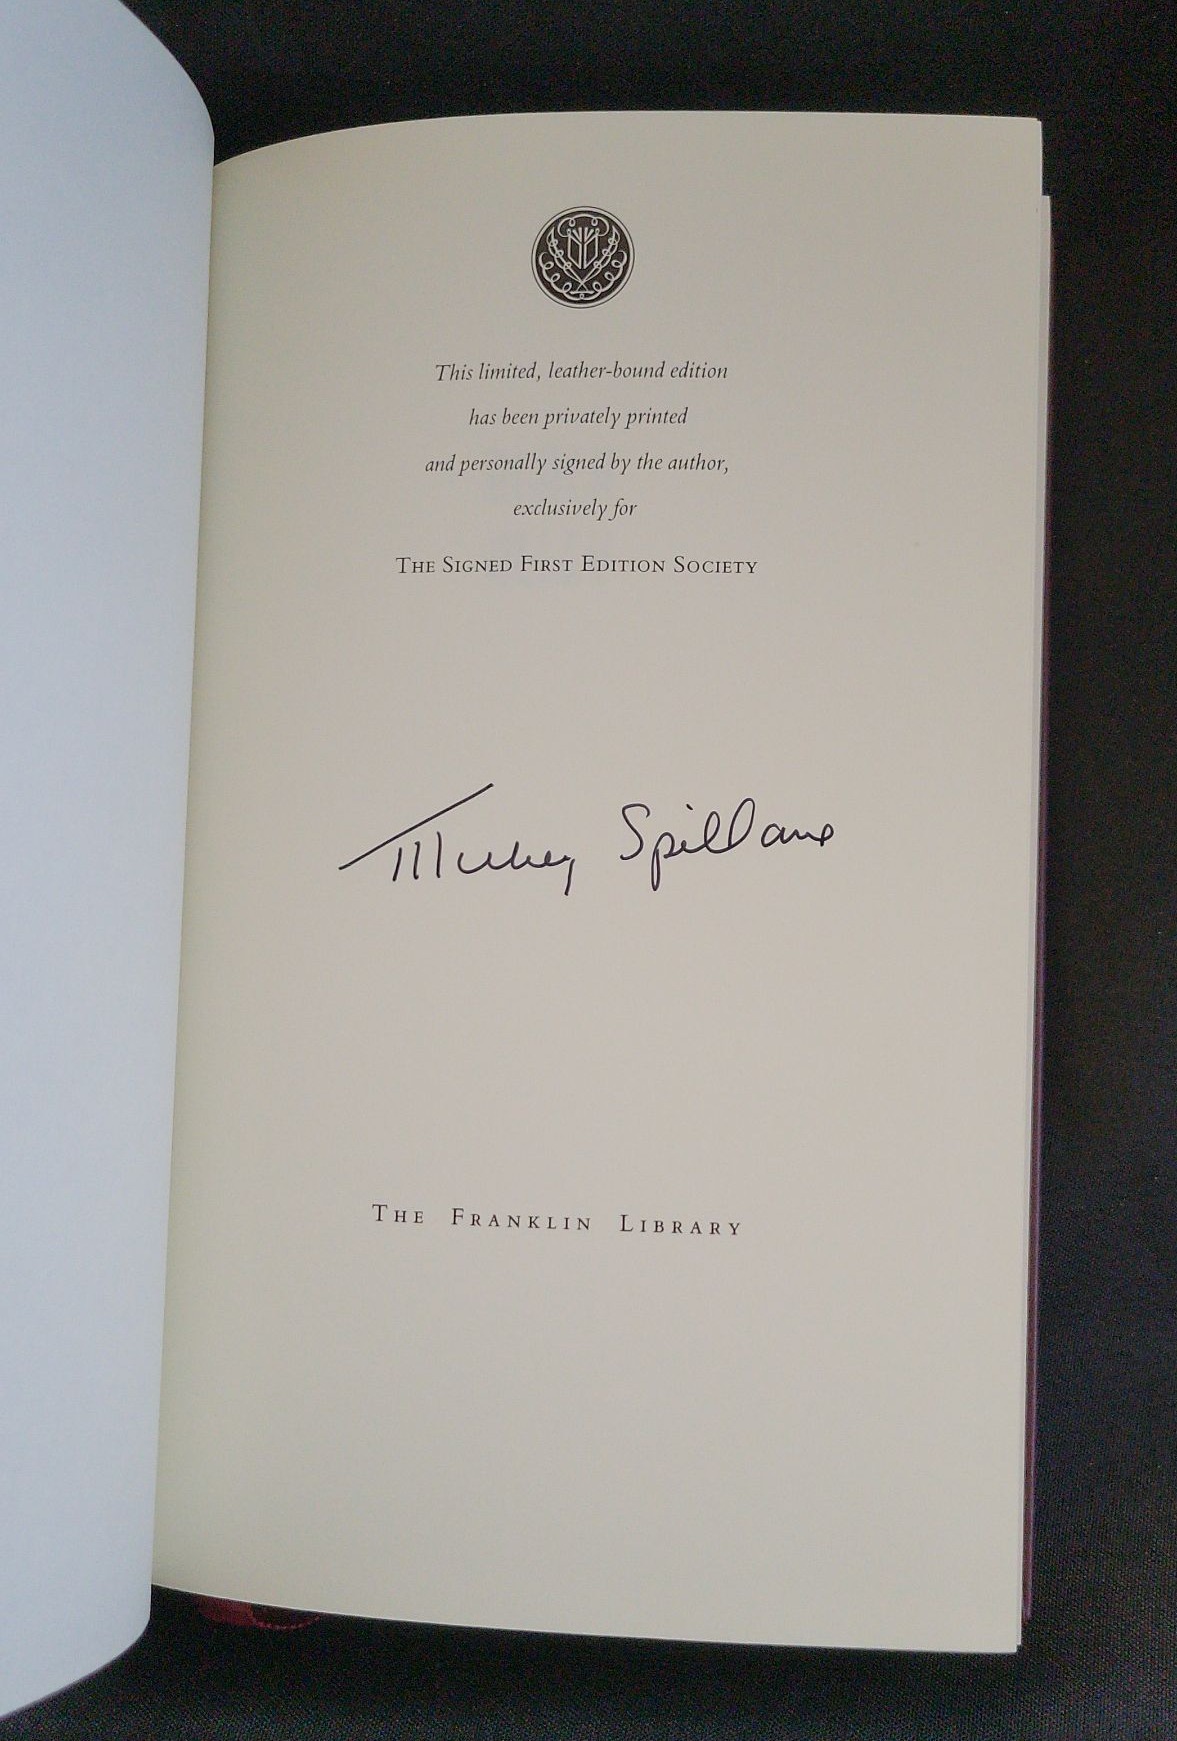 This limited, leather-bound edition
has been privately printed
and personally signed by the author,
exclusively for
THE SIGNED FIRST EDITION SOCIETY
Mickey Spillane
THE FRANKLIN LIBRARY